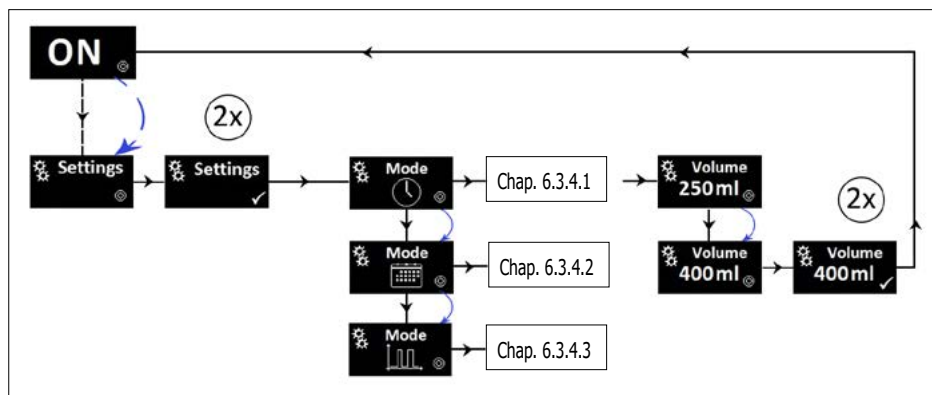 ON
2x
Settings
Settings
Mode
Chap. 6.3.4.1
Volume
250ml
2x
Mode
Chap. 6.3.4.2
Volume
400ml
Volume
400ml
Mode
Chap. 6.3.4.3